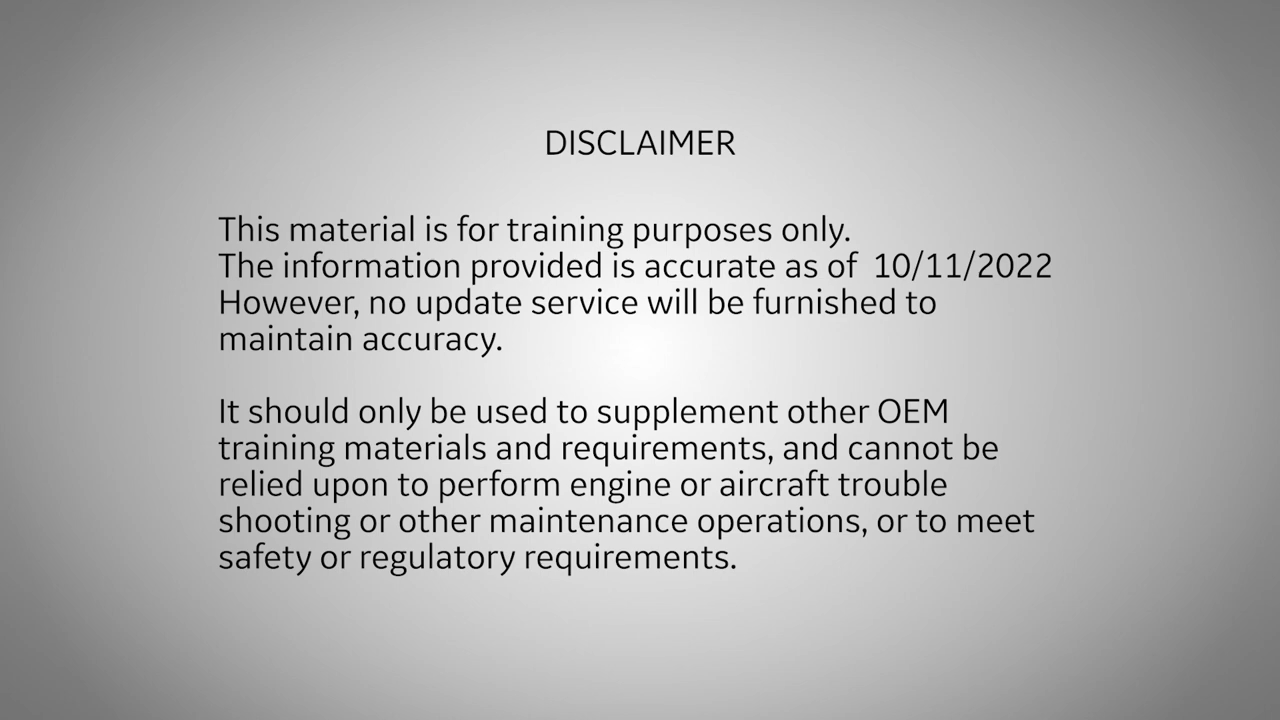 DISCLAIMER
This material is for training purposes only.
The information provided is accurate as of  10/11/2022
However, no update service will be furnished to
maintain accuracy.
It should only be used to supplement other OEM
training materials and requirements, and cannot be
relied upon to perform engine or aircraft trouble
shooting or other maintenance operations, or to meet
safety or regulatory requirements.